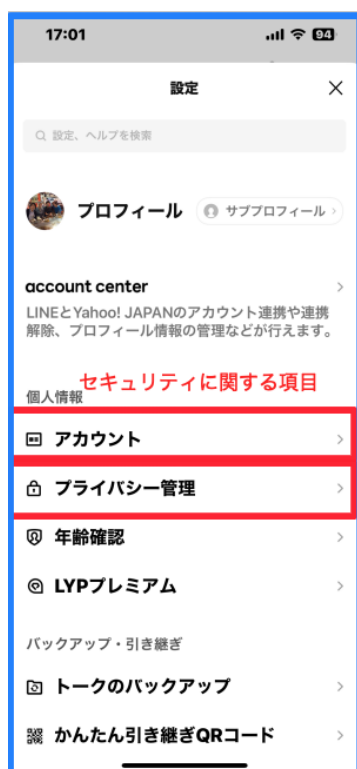 17:01
94
設定
設定、ヘルプを検索
プロフィール
サブプロフィール
account center
LINEとYahoo! JAPANのアカウント連携や連携
解除、プロフィール情報の管理などが行えます。
セキュリティに関する項目
個人情報
アカウント
プライバシー管理
年齢確認
LYPプレミアム
バックアップ・引き継ぎ
トークのバックアップ
かんたん引き継ぎQRコード